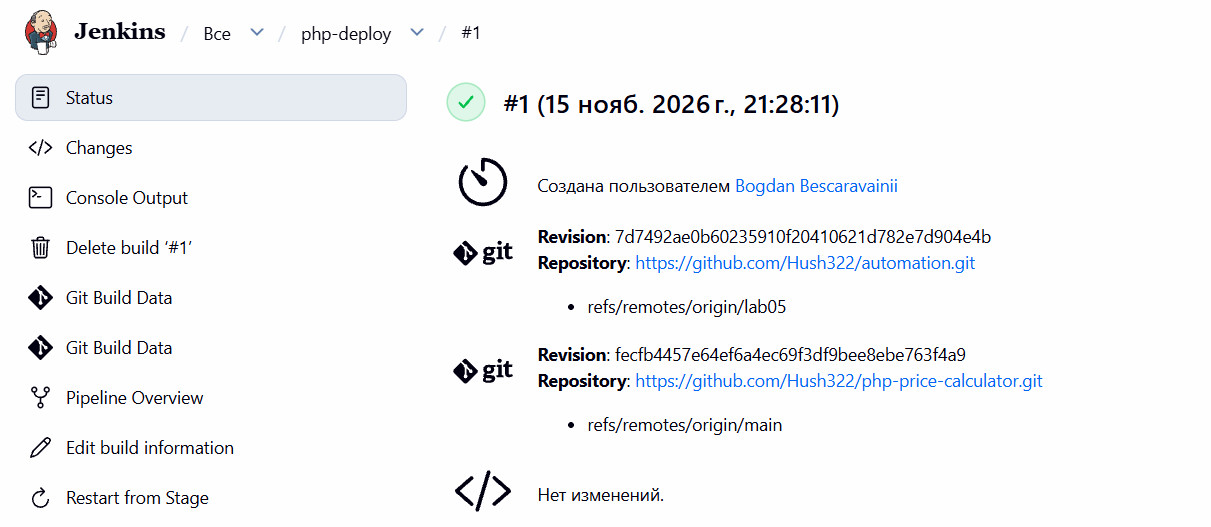 Jenkins / Все / php-deploy / #1
Status
Changes
Console Output
Delete build ‘#1’
Git Build Data
Git Build Data
Pipeline Overview
Edit build information
Restart from Stage
#1 (15 нояб. 2026 г., 21:28:11)
Создана пользователем Bogdan Bescaravainii
git
Revision: 7d7492ae0b60235910f20410621d782e7d904e4b
Repository: https://github.com/Hush322/automation.git
• refs/remotes/origin/lab05
git
Revision: fecfb4457e64ef6a4ec69f3df9bee8ebe763f4a9
Repository: https://github.com/Hush322/php-price-calculator.git
• refs/remotes/origin/main
Нет изменений.